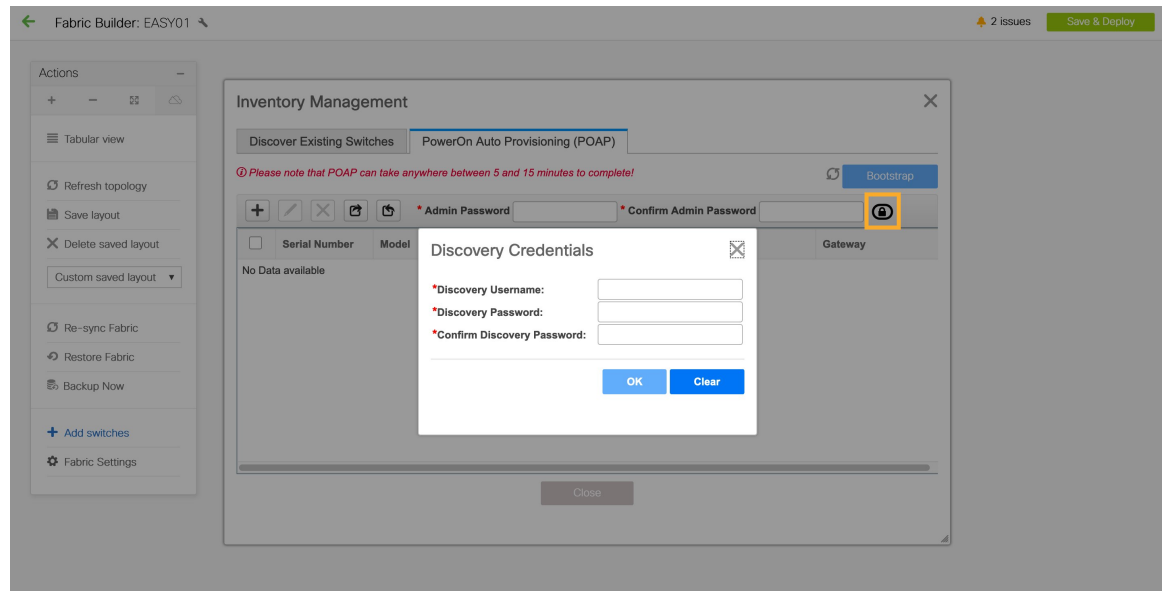 Fabric Builder: EASY01
2 issues
Save & Deploy
Actions
Tabular view
Refresh topology
Save layout
Delete saved layout
Custom saved layout
Re-sync Fabric
Restore Fabric
Backup Now
Add switches
Fabric Settings
Inventory Management
Discover Existing Switches
PowerOn Auto Provisioning (POAP)
Please note that POAP can take anywhere between 5 and 15 minutes to complete!
Bootstrap
* Admin Password
* Confirm Admin Password
Serial Number Model Gateway
No Data available
Discovery Credentials
*Discovery Username:
*Discovery Password:
*Confirm Discovery Password:
OK
Clear
Close